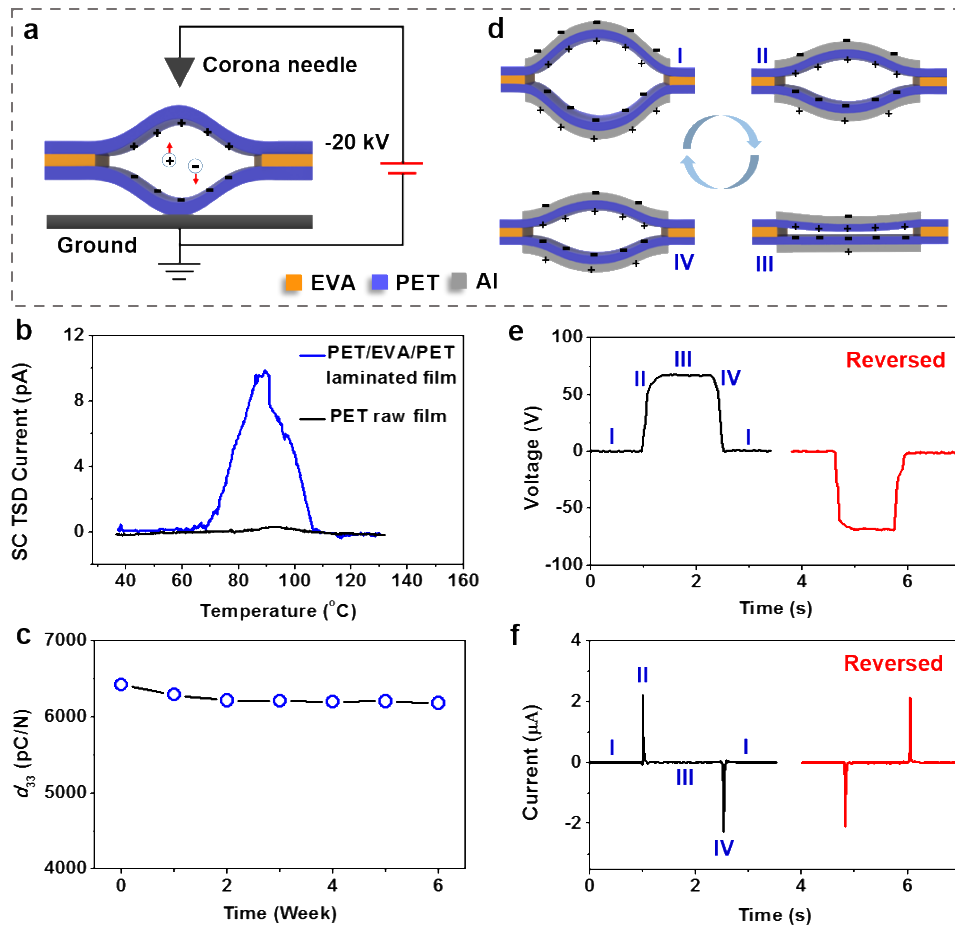 a
Corona needle
-20 kV
+
-
Ground
EVA
PET
Al
d
I
II
IV
III
b
12
8
4
0
SC TSD Current (pA)
PET/EVA/PET
laminated film
PET raw film
40 60 80 100 120 140
Temperature (°C)
c
7000
6000
5000
4000
d33 (pC/N)
0 2 4 6
Time (Week)
e
100
50
0
-50
-100
Voltage (V)
I II III IV I
Reversed
0 2 4 6
Time (s)
f
4
2
0
-2
Current (μA)
I II III IV I
Reversed
0 2 4 6
Time (s)